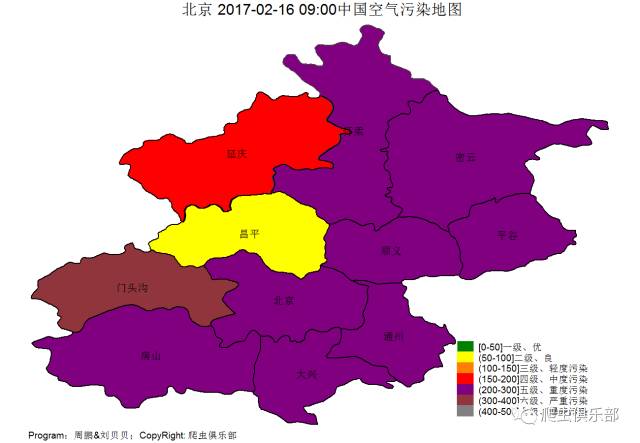 北京 2017-02-16 09:00中国空气污染地图
怀柔
延庆
密云
昌平
平谷
顺义
门头沟
北京
通州
房山
大兴
[0-50]一级、优
(50-100]二级、良
(100-150]三级、轻度污染
(150-200]四级、中度污染
(200-300]五级、重度污染
(300-400]六级、严重污染
(400-50
爬虫俱乐部
Program：周鹏&刘贝贝；CopyRight: 爬虫俱乐部